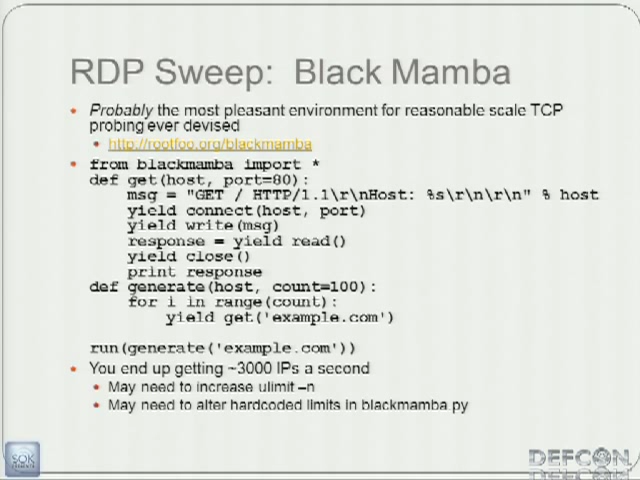 RDP Sweep: Black Mamba
• Probably the most pleasant environment for reasonable scale TCP
probing ever devised
• http://rootfoo.org/blackmamba
• from blackmamba import *
def get(host, port=80):
msg = "GET / HTTP/1.1\r\nHost: %s\r\n\r\n" % host
yield connect(host, port)
yield write(msg)
response = yield read()
yield close()
print response
def generate(host, count=100):
for i in range(count):
yield get('example.com')
run(generate('example.com'))
• You end up getting ~3000 IPs a second
• May need to increase ulimit –n
• May need to alter hardcoded limits in blackmamba.py
SOK
DEFCON